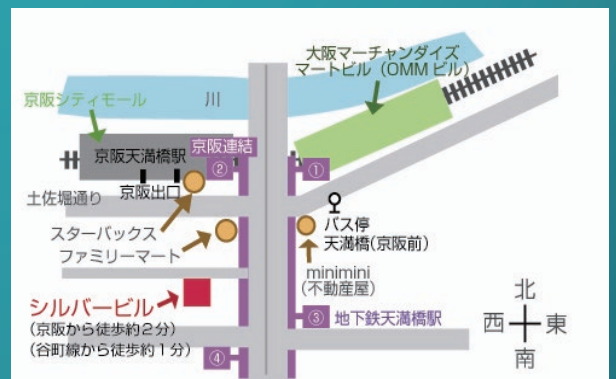 大阪マーチャンダイズ
マートビル（OMMビル）
京阪シティモール
川
京阪連結
京阪天満橋駅
②
①
京阪出口
土佐堀通り
スターバックス
ファミリーマート
バス停
天満橋(京阪前)
minimini
(不動産屋)
シルバービル
(京阪から徒歩約２分)
(谷町線から徒歩約１分)
③
地下鉄天満橋駅
④
北
西
東
南